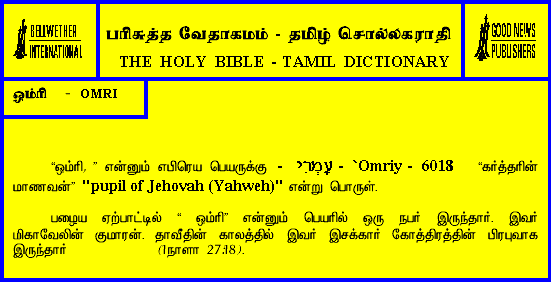 BELLWETHER
INTERNATIONAL
பரிசுத்த வேதாகமம் - தமிழ் சொல்லகராதி
THE HOLY BIBLE - TAMIL DICTIONARY
GOOD NEWS
PUBLISHERS
ஓம்ரி - OMRI
“ஓம்ரி, ” என்னும் எபிரெய பெயருக்கு - עָמְרִי - `Omriy - 6018 “கர்த்தரின்
மாணவன்” "pupil of Jehovah (Yahweh)" என்று பொருள்.
பழைய ஏற்பாட்டில் “ ஓம்ரி” என்னும் பெயரில் ஒரு நபர் இருந்தார். இவர்
மிகாவேலின் குமாரன். தாவீதின் காலத்தில் இவர் இசக்கார் கோத்திரத்தின் பிரபுவாக
இருந்தார் (1நாளா 27:18).